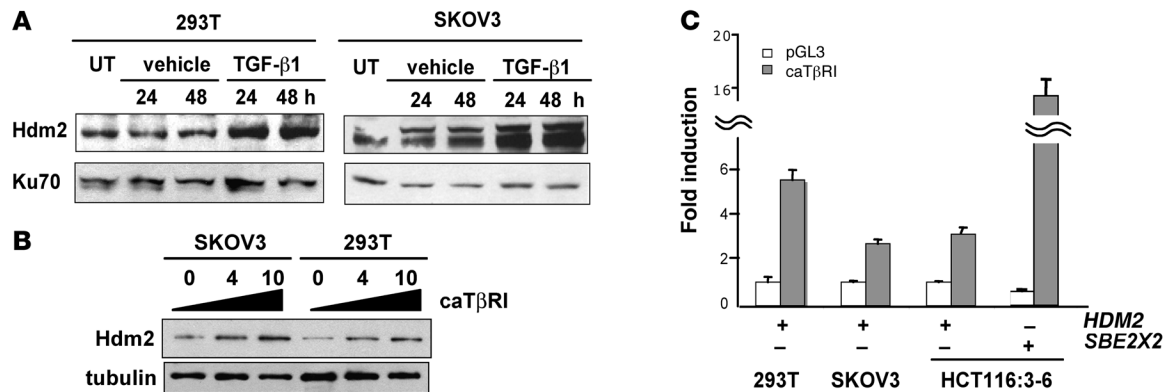 A
293T
SKOV3
UT vehicle TGF-β1
24 48 24 48 h
UT vehicle TGF-β1
24 48 24 48 h
Hdm2
Ku70
B
SKOV3 293T
0 4 10 0 4 10
caTβRI
Hdm2
tubulin
C
Fold induction
20
16
6
4
2
0
pGL3
caTβRI
+ + + – HDM2
– – – + SBE2X2
293T SKOV3 HCT116:3-6